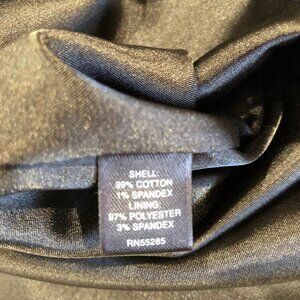 SHELL:
99% COTTON
1% SPANDEX
LINING:
97% POLYESTER
3% SPANDEX
RN55285